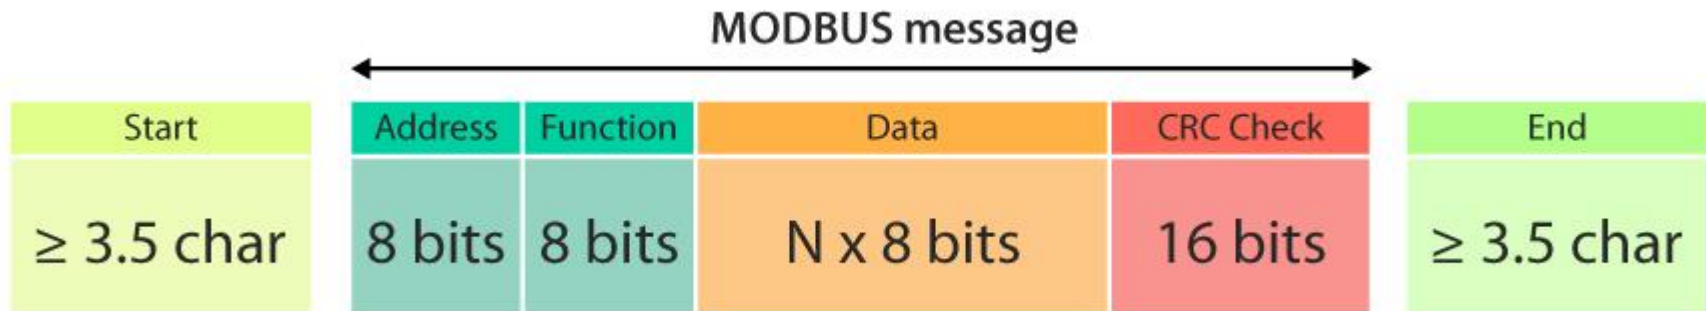 MODBUS message
Start Address Function Data CRC Check End
≥ 3.5 char 8 bits 8 bits N x 8 bits 16 bits ≥ 3.5 char